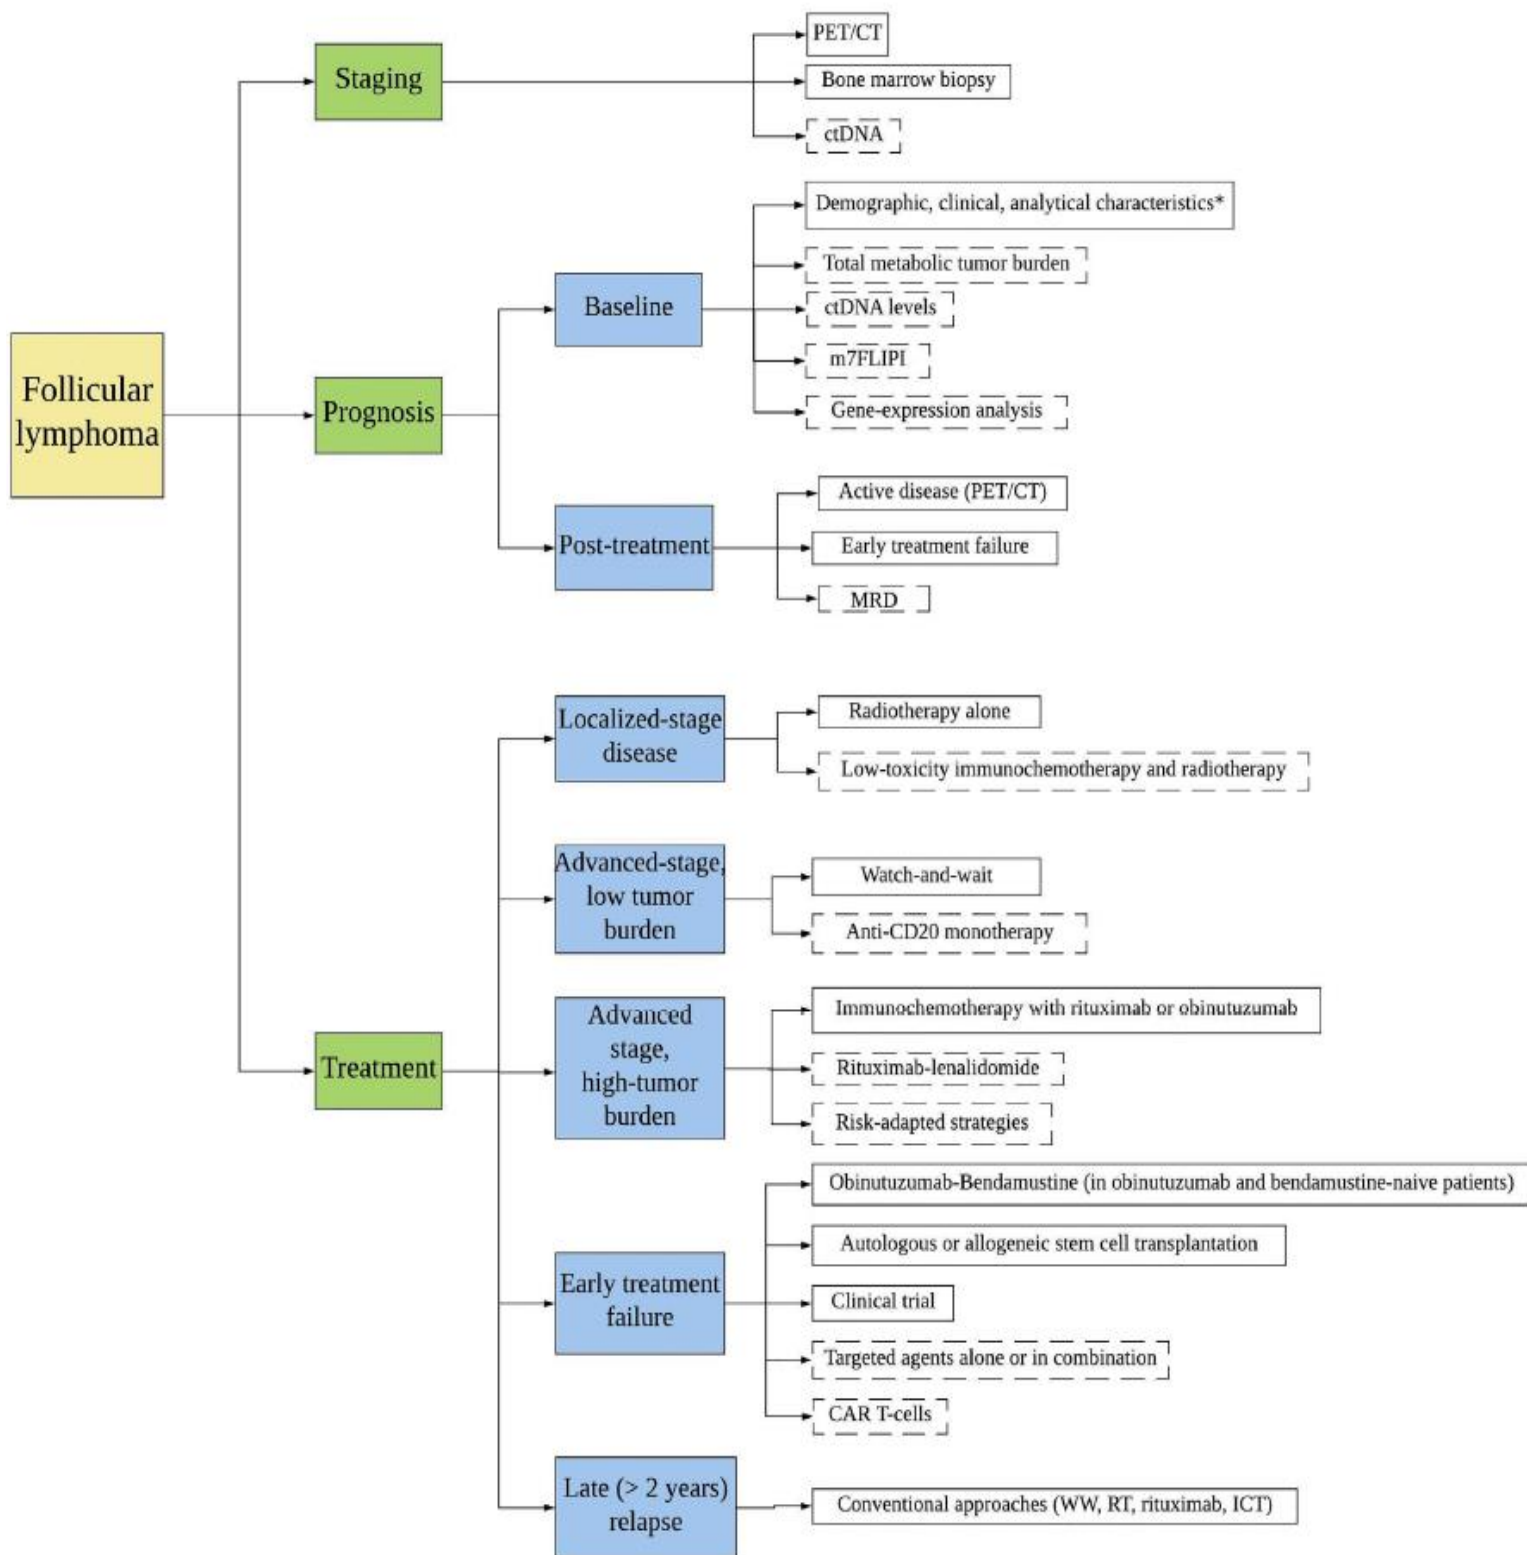 Follicular
lymphoma
Staging
PET/CT
Bone marrow biopsy
ctDNA
Prognosis
Baseline
Demographic, clinical, analytical characteristics*
Total metabolic tumor burden
ctDNA levels
m7FLIPI
Gene-expression analysis
Post-treatment
Active disease (PET/CT)
Early treatment failure
MRD
Treatment
Localized-stage
disease
Radiotherapy alone
Low-toxicity immunochemotherapy and radiotherapy
Advanced-stage,
low tumor
burden
Watch-and-wait
Anti-CD20 monotherapy
Advanced
stage,
high-tumor
burden
Immunochemotherapy with rituximab or obinutuzumab
Rituximab-lenalidomide
Risk-adapted strategies
Early treatment
failure
Obinutuzumab-Bendamustine (in obinutuzumab and bendamustine-naive patients)
Autologous or allogeneic stem cell transplantation
Clinical trial
Targeted agents alone or in combination
CAR T-cells
Late (> 2 years)
relapse
Conventional approaches (WW, RT, rituximab, ICT)